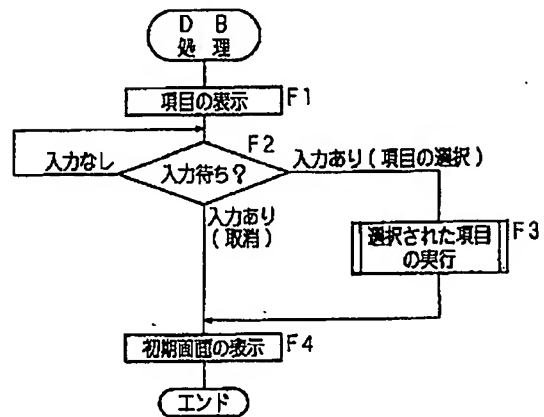 D B
処 理
項目の表示
F1
F2
入力なし
入力待ち?
入力あり(項目の選択)
入力あり
(取消)
選択された項目
の実行
F3
初期画面の表示
F4
エンド